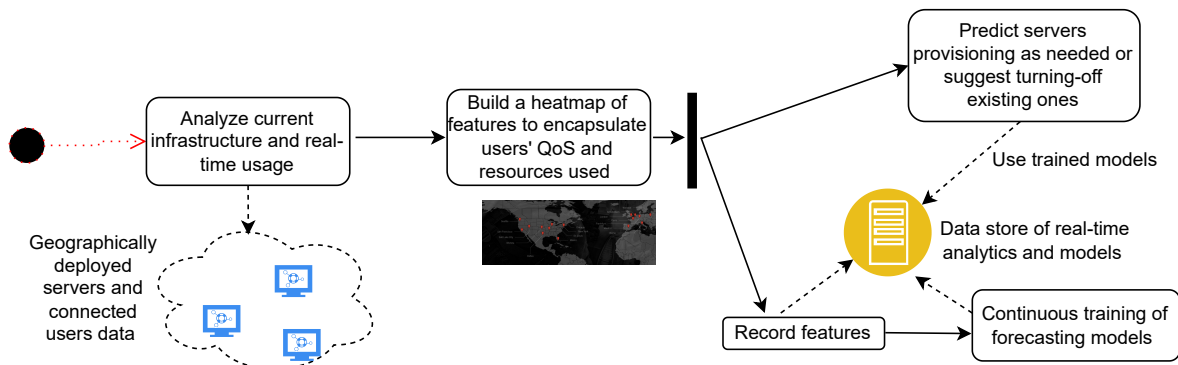 Analyze current
infrastructure and real-
time usage
Geographically
deployed
servers and
connected
users data
Build a heatmap of
features to encapsulate
users' QoS and
resources used
Predict servers
provisioning as needed or
suggest turning-off
existing ones
Use trained models
Data store of real-time
analytics and models
Record features
Continuous training of
forecasting models